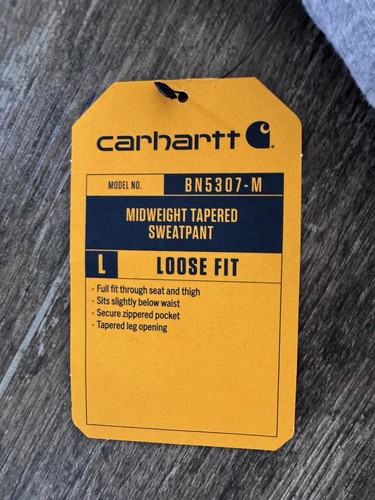 carhartt
MODEL NO. BN5307-M
MIDWEIGHT TAPERED
SWEATPANT
L LOOSE FIT
· Full fit through seat and thigh
· Sits slightly below waist
· Secure zippered pocket
· Tapered leg opening